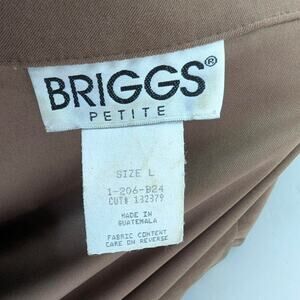 BRIGGS®
PETITE
SIZE L
1-206-B24
CUT# 132379
MADE IN
GUATEMALA
FABRIC CONTENT
CARE ON REVERSE